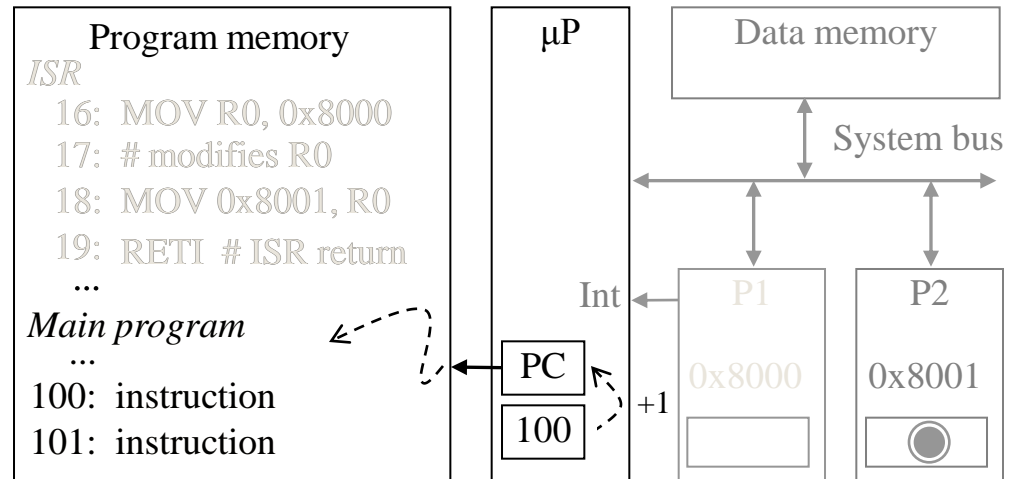 Program memory
ISR
16: MOV R0, 0x8000
17: # modifies R0
18: MOV 0x8001, R0
19: RETI # ISR return
...
Main program
...
100: instruction
101: instruction
μP
Int
PC
100
+1
Data memory
System bus
P1
0x8000
P2
0x8001